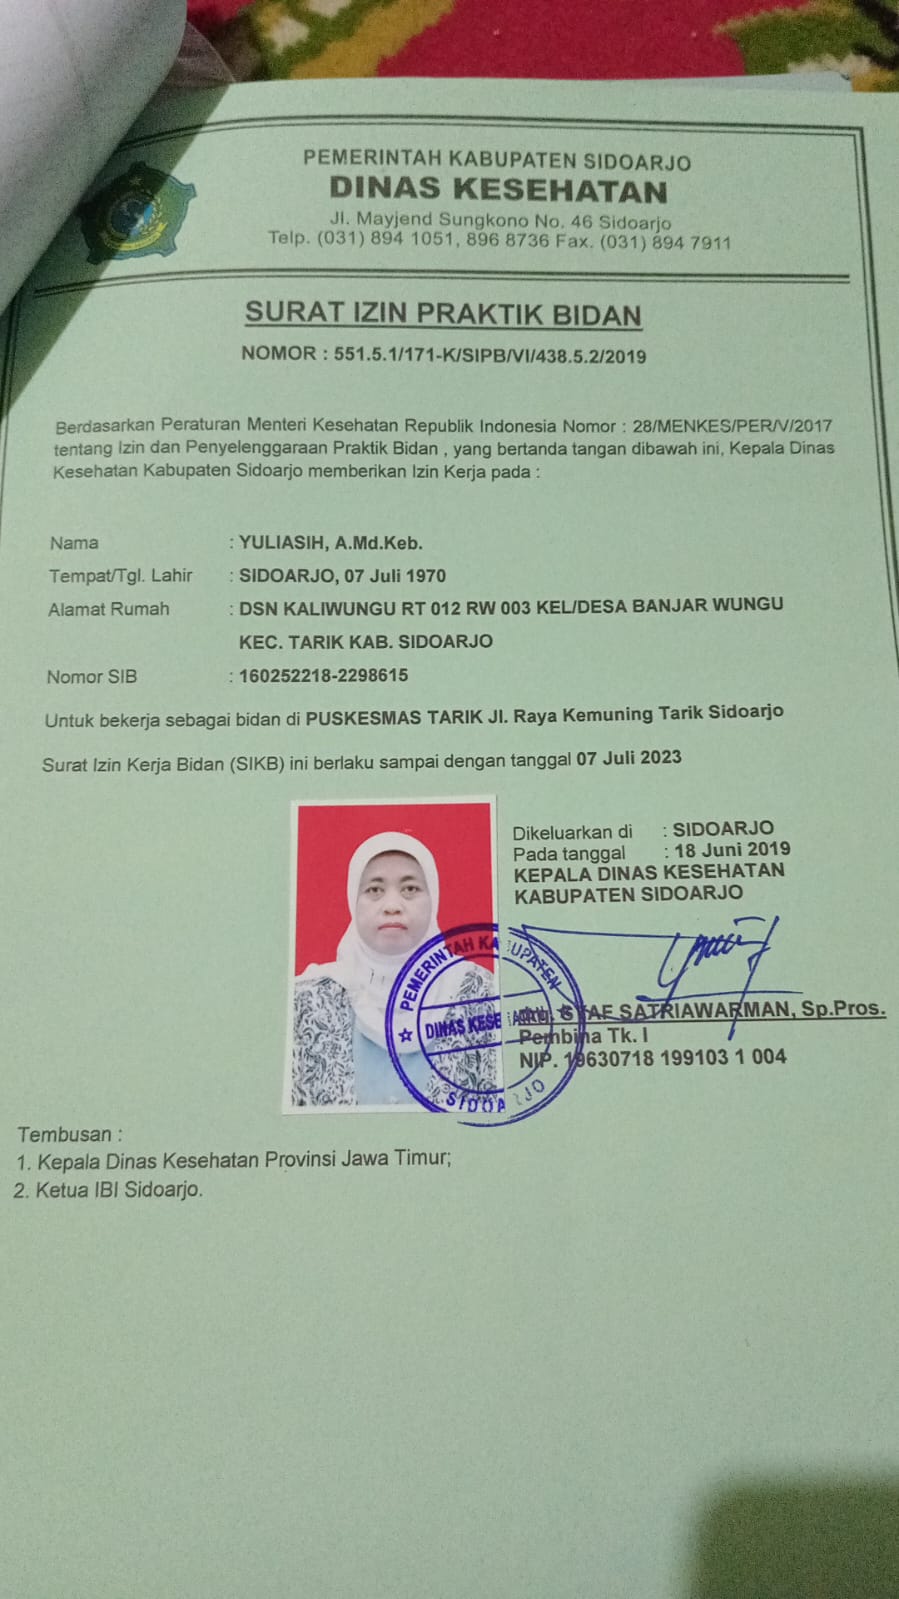 PEMERINTAH KABUPATEN SIDOARJO
DINAS KESEHATAN
Jl. Mayjend Sungkono No. 46 Sidoarjo
Telp. (031) 894 1051, 896 8736 Fax. (031) 894 7911
SURAT IZIN PRAKTIK BIDAN
NOMOR : 551.5.1/171-K/SIPB/VI/438.5.2/2019
Berdasarkan Peraturan Menteri Kesehatan Republik Indonesia Nomor : 28/MENKES/PER/V/2017
tentang Izin dan Penyelenggaraan Praktik Bidan , yang bertanda tangan dibawah ini, Kepala Dinas
Kesehatan Kabupaten Sidoarjo memberikan Izin Kerja pada :
Nama : YULIASIH, A.Md.Keb.
Tempat/Tgl. Lahir : SIDOARJO, 07 Juli 1970
Alamat Rumah : DSN KALIWUNGU RT 012 RW 003 KEL/DESA BANJAR WUNGU
KEC. TARIK KAB. SIDOARJO
Nomor SIB : 160252218-2298615
Untuk bekerja sebagai bidan di PUSKESMAS TARIK Jl. Raya Kemuning Tarik Sidoarjo
Surat Izin Kerja Bidan (SIKB) ini berlaku sampai dengan tanggal 07 Juli 2023
Dikeluarkan di : SIDOARJO
Pada tanggal : 18 Juni 2019
KEPALA DINAS KESEHATAN
KABUPATEN SIDOARJO
PEMERINTAH KABUPATEN
DINAS KESEHATAN
SIDOARJO
SATRIAWARMAN, Sp.Pros.
Pembina Tk. I
NIP. 19630718 199103 1 004
Tembusan :
1. Kepala Dinas Kesehatan Provinsi Jawa Timur;
2. Ketua IBI Sidoarjo.